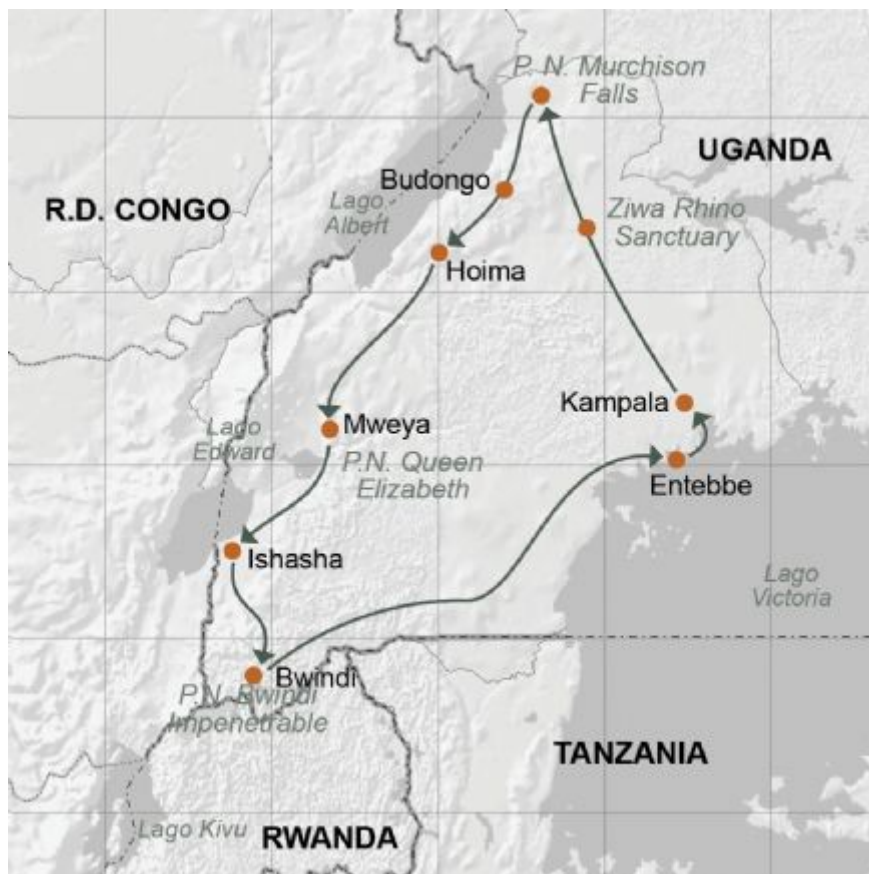 P. N. Murchison
Falls
UGANDA
Budongo
R.D. CONGO
Lago
Albert
Ziwa Rhino
Sanctuary
Hoima
Kampala
Mweya
Lago
Edward
P.N. Queen
Elizabeth
Entebbe
Ishasha
Lago
Victoria
Bwindi
P.N. Bwindi
Impenetrable
TANZANIA
Lago Kivu
RWANDA